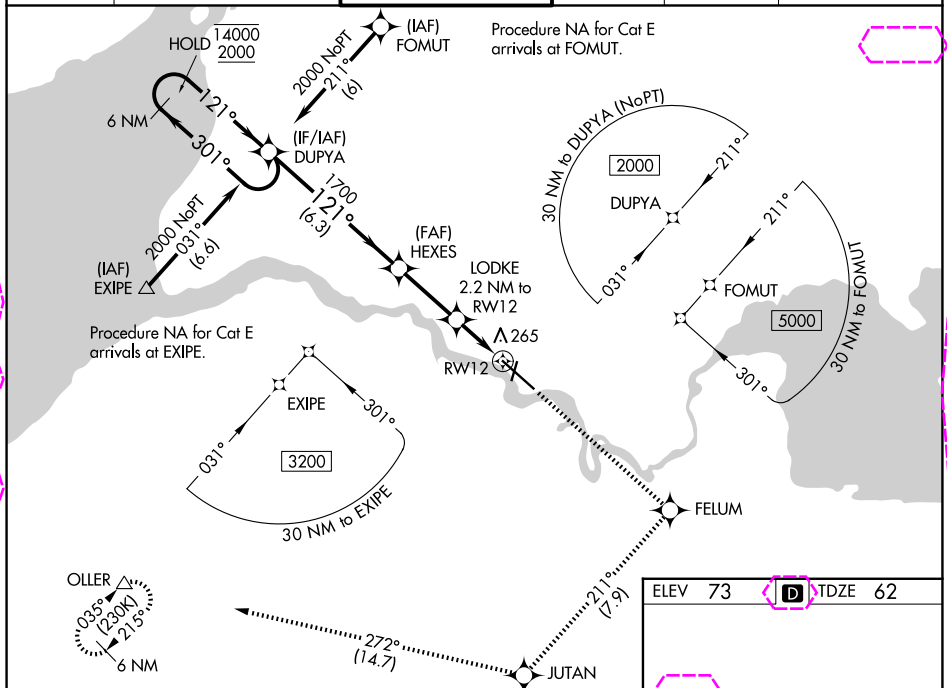 HOLD
14000
2000
(IAF)
FOMUT
Procedure NA for Cat E
arrivals at FOMUT.
2000 NoPT
211°
(6)
6 NM
121°
301°
(IF/IAF)
DUPYA
1700
121°
(6.3)
2000 NoPT
031°
(6.6)
(IAF)
EXIPE
(FAF)
HEXES
LODKE
2.2 NM to
RW12
265
RW12
30 NM to DUPYA (NoPT)
2000
211°
DUPYA
031°
211°
FOMUT
5000
301°
30 NM to FOMUT
Procedure NA for Cat E
arrivals at EXIPE.
EXIPE
031°
301°
3200
30 NM to EXIPE
FELUM
211°
(7.9)
JUTAN
272°
(14.7)
OLLER
035°
(230K)
215°
6 NM
ELEV 73 D TDZE 62